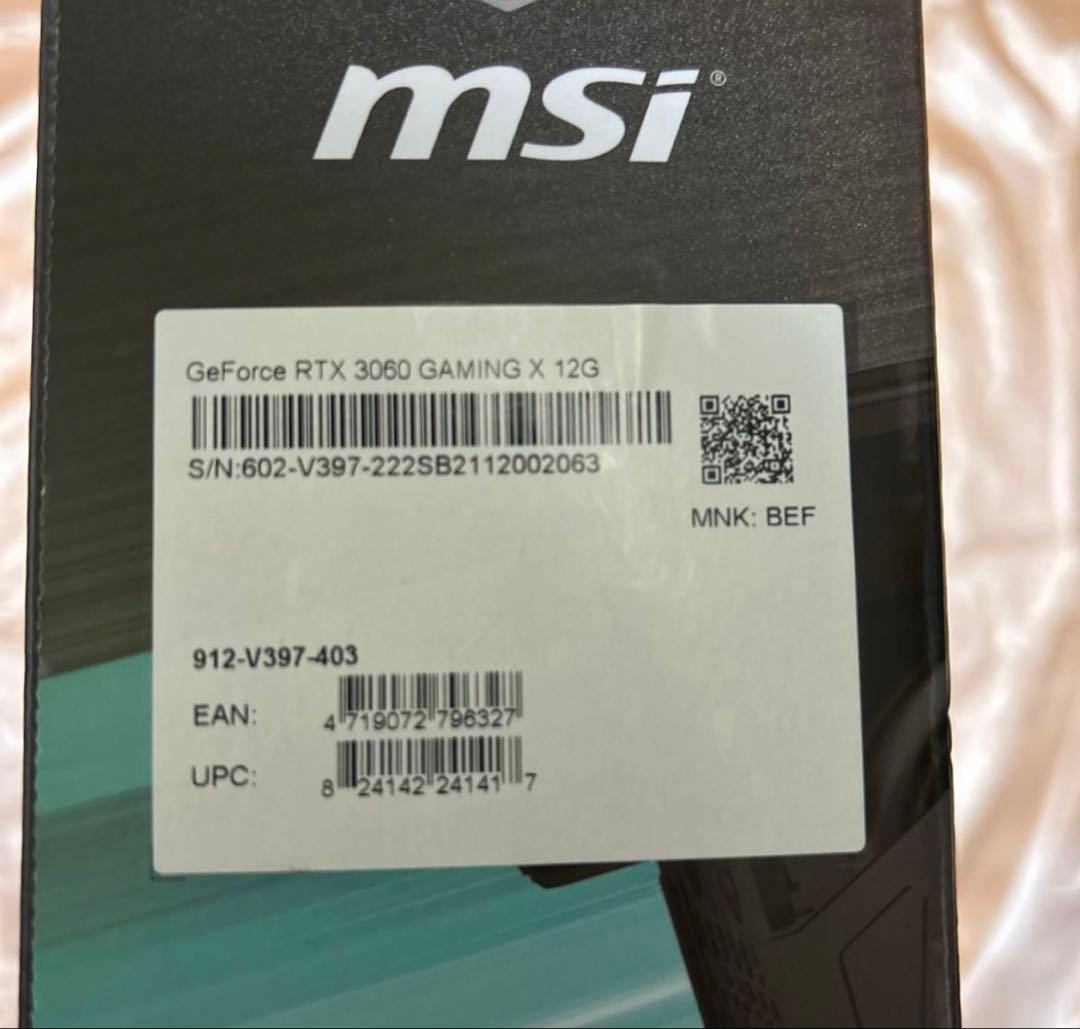 msi®
GeForce RTX 3060 GAMING X 12G
S/N:602-V397-222SB2112002063
MNK: BEF
912-V397-403
EAN: 4 719072 796327
UPC: 8 24142 24141 7